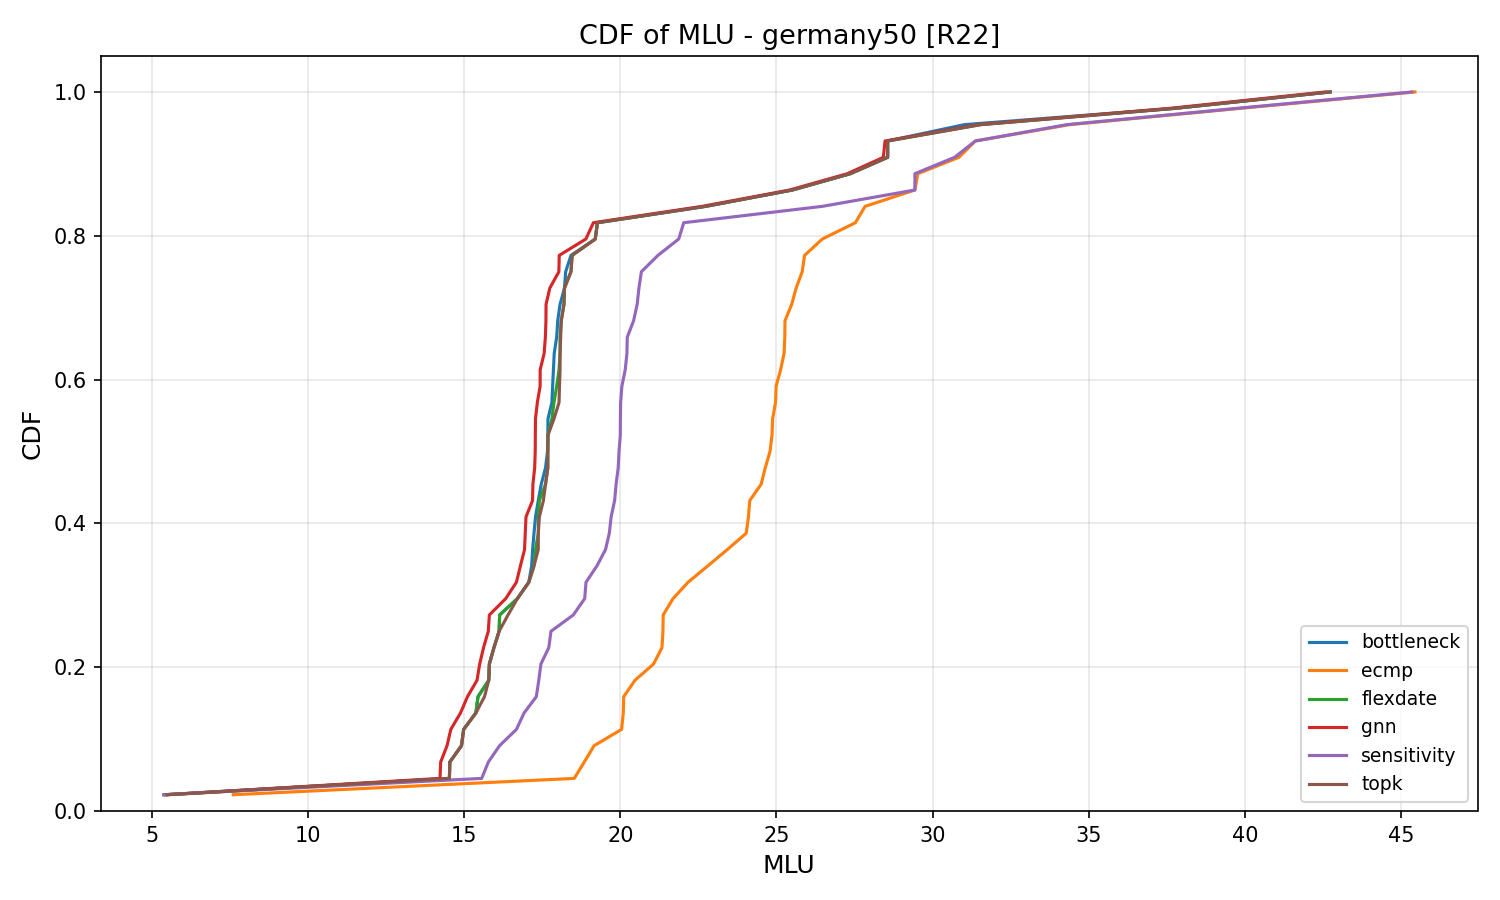 CDF of MLU - germany50 [R22]
1.0
0.8
0.6
0.4
0.2
0.0
CDF
5 10 15 20 25 30 35 40 45
MLU
bottleneck
ecmp
flexdate
gnn
sensitivity
topk